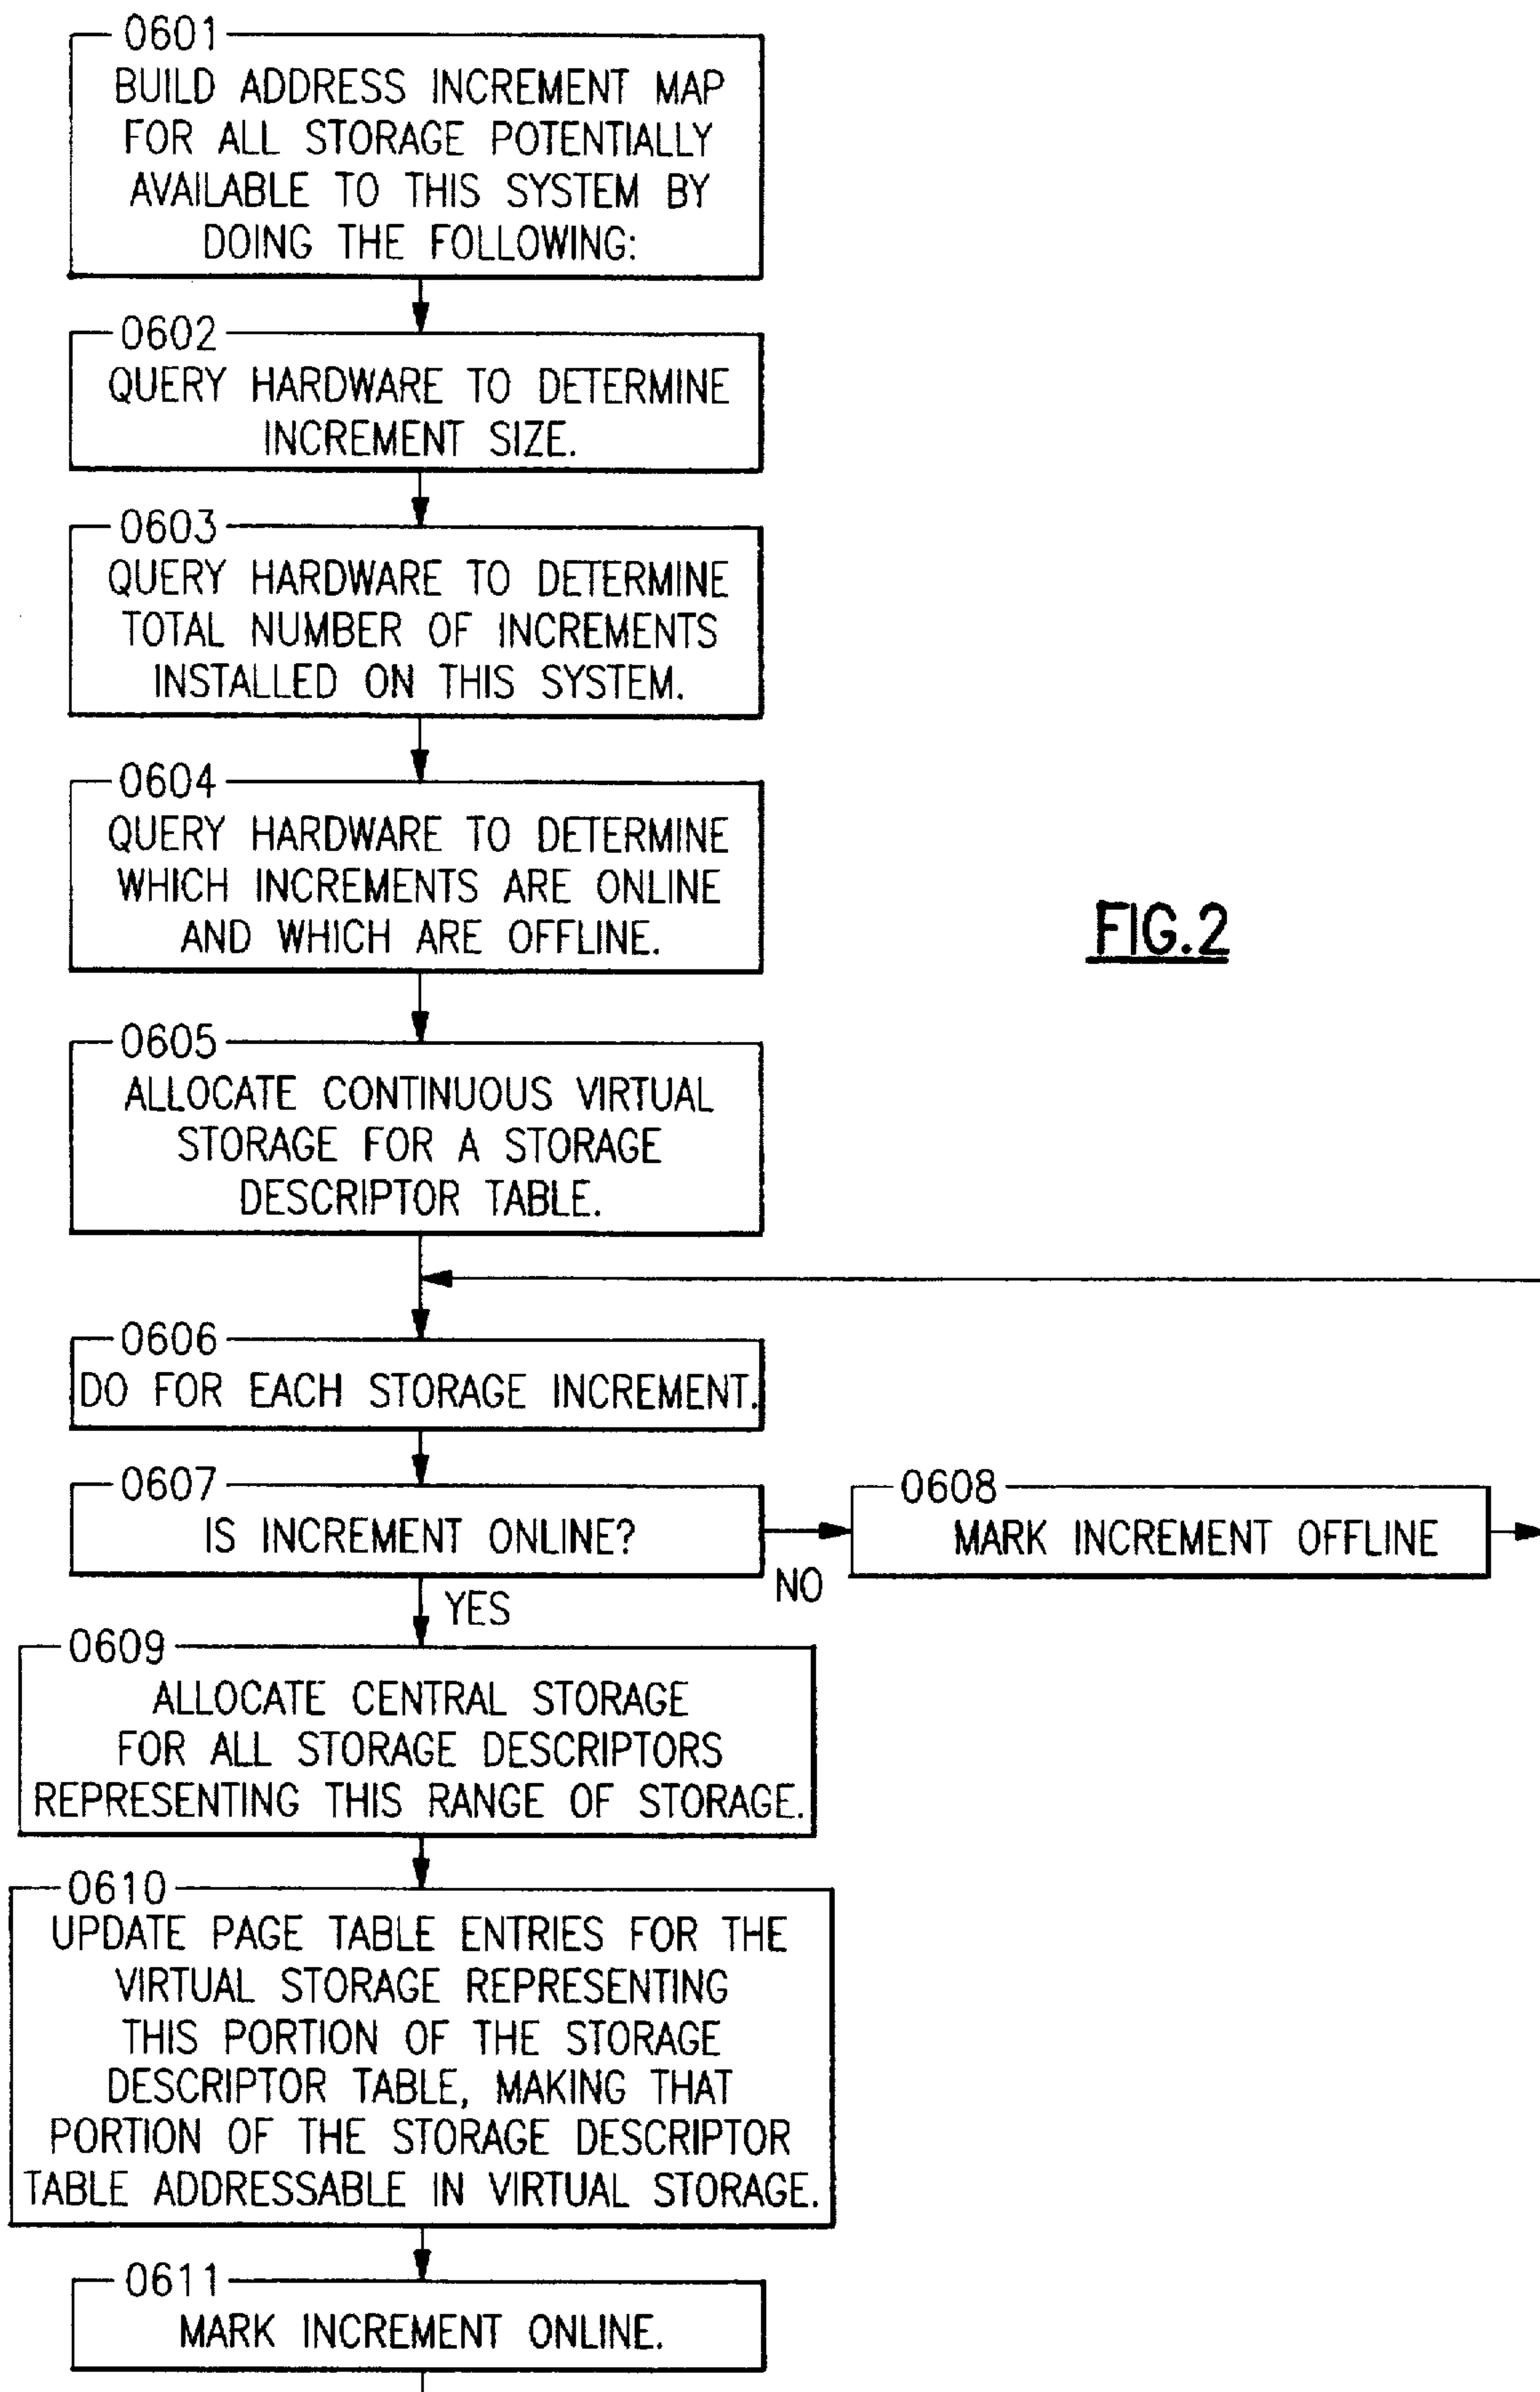 0601
BUILD ADDRESS INCREMENT MAP
FOR ALL STORAGE POTENTIALLY
AVAILABLE TO THIS SYSTEM BY
DOING THE FOLLOWING:
0602
QUERY HARDWARE TO DETERMINE
INCREMENT SIZE.
0603
QUERY HARDWARE TO DETERMINE
TOTAL NUMBER OF INCREMENTS
INSTALLED ON THIS SYSTEM.
0604
QUERY HARDWARE TO DETERMINE
WHICH INCREMENTS ARE ONLINE
AND WHICH ARE OFFLINE.
FIG.2
0605
ALLOCATE CONTINUOUS VIRTUAL
STORAGE FOR A STORAGE
DESCRIPTOR TABLE.
0606
DO FOR EACH STORAGE INCREMENT.
0607
IS INCREMENT ONLINE?
NO
0608
MARK INCREMENT OFFLINE
YES
0609
ALLOCATE CENTRAL STORAGE
FOR ALL STORAGE DESCRIPTORS
REPRESENTING THIS RANGE OF STORAGE.
0610
UPDATE PAGE TABLE ENTRIES FOR THE
VIRTUAL STORAGE REPRESENTING
THIS PORTION OF THE STORAGE
DESCRIPTOR TABLE, MAKING THAT
PORTION OF THE STORAGE DESCRIPTOR
TABLE ADDRESSABLE IN VIRTUAL STORAGE.
0611
MARK INCREMENT ONLINE.